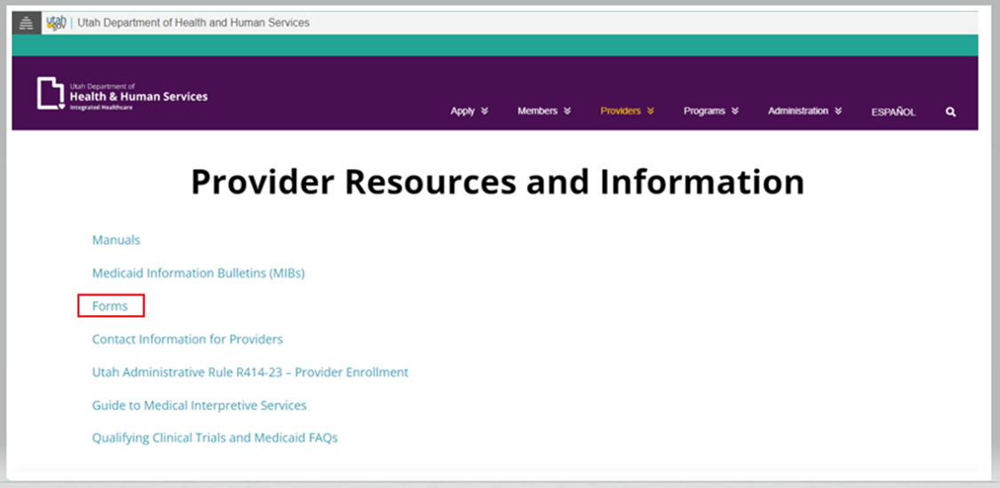 utah gov Utah Department of Health and Human Services
Utah Department of
Health & Human Services
Integrated Healthcare
Apply Members Providers Programs Administration ESPAÑOL
Provider Resources and Information
Manuals
Medicaid Information Bulletins (MIBs)
Forms
Contact Information for Providers
Utah Administrative Rule R414-23 – Provider Enrollment
Guide to Medical Interpretive Services
Qualifying Clinical Trials and Medicaid FAQs